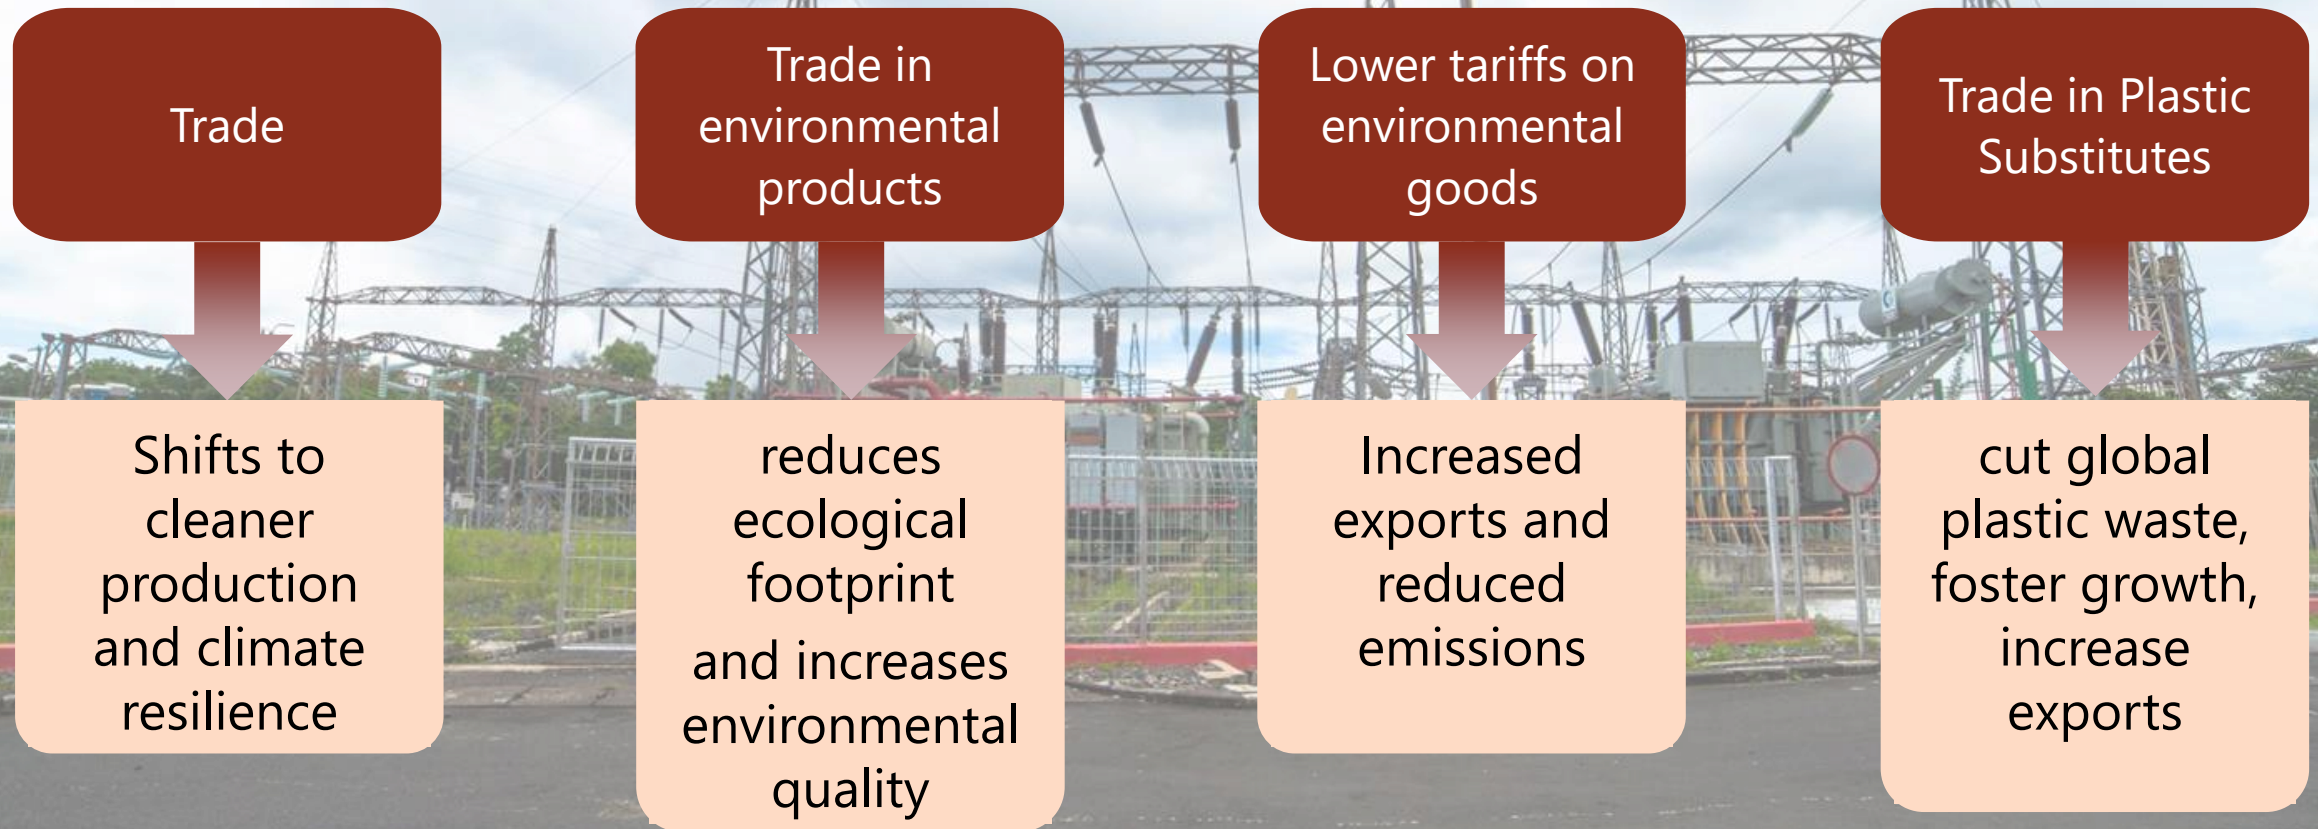 Trade
Shifts to
cleaner
production
and climate
resilience
Trade in
environmental
products
reduces
ecological
footprint
and increases
environmental
quality
Lower tariffs on
environmental
goods
Increased
exports and
reduced
emissions
Trade in Plastic
Substitutes
cut global
plastic waste,
foster growth,
increase
exports